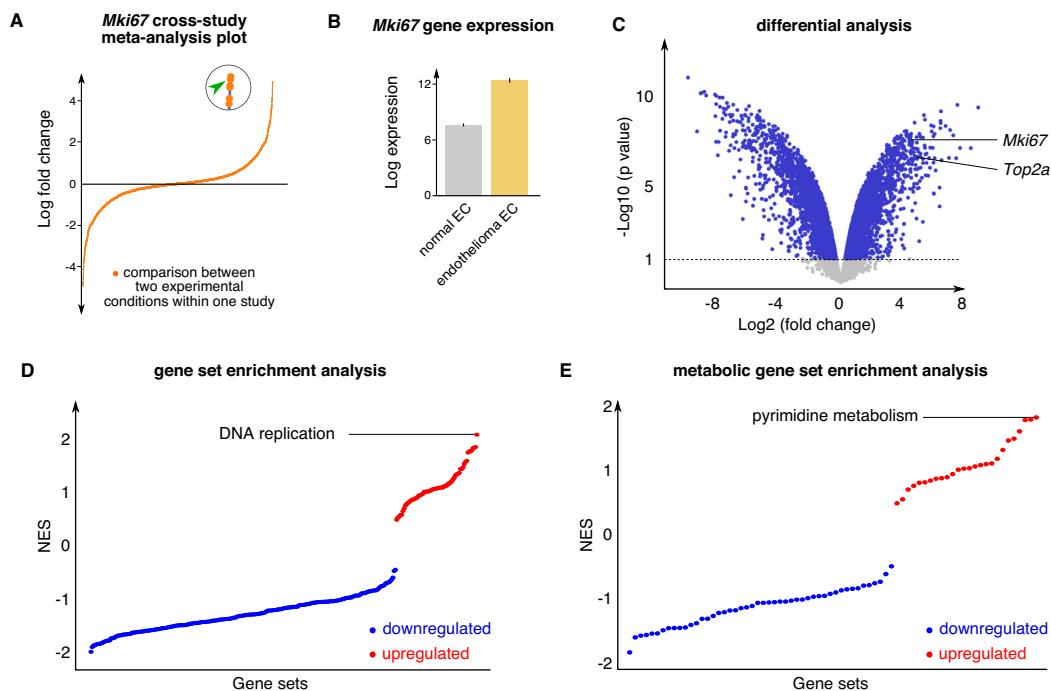 A
Mki67 cross-study
meta-analysis plot
Log fold change
4
2
0
-2
-4
comparison between
two experimental
conditions within one study
B
Mki67 gene expression
Log expression
12
6
0
normal EC
endothelioma EC
C
differential analysis
-Log10 (p value)
10
5
1
Mki67
Top2a
-8
-4
0
4
8
Log2 (fold change)
D
gene set enrichment analysis
NES
2
1
0
-1
-2
DNA replication
downregulated
upregulated
Gene sets
E
metabolic gene set enrichment analysis
NES
2
1
0
-1
-2
pyrimidine metabolism
downregulated
upregulated
Gene sets